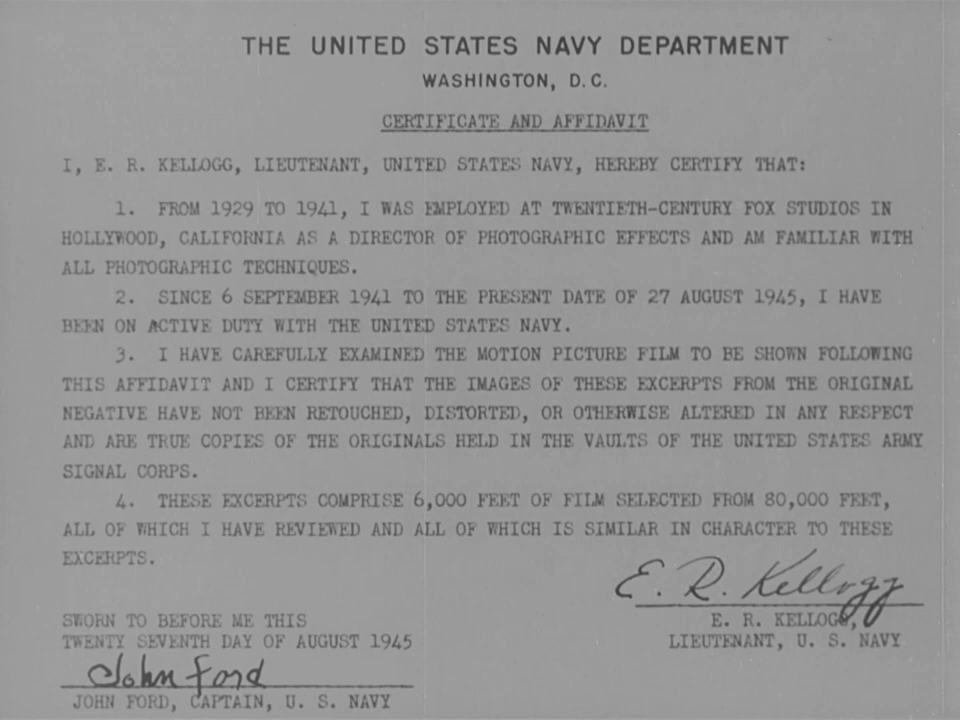 THE UNITED STATES NAVY DEPARTMENT
WASHINGTON, D.C.
CERTIFICATE AND AFFIDAVIT
I, E. R. KELLOGG, LIEUTENANT, UNITED STATES NAVY, HEREBY CERTIFY THAT:
1. FROM 1929 TO 1941, I WAS EMPLOYED AT TWENTIETH-CENTURY FOX STUDIOS IN
HOLLYWOOD, CALIFORNIA AS A DIRECTOR OF PHOTOGRAPHIC EFFECTS AND AM FAMILIAR WITH
ALL PHOTOGRAPHIC TECHNIQUES.
2. SINCE 6 SEPTEMBER 1941 TO THE PRESENT DATE OF 27 AUGUST 1945, I HAVE
BEEN ON ACTIVE DUTY WITH THE UNITED STATES NAVY.
3. I HAVE CAREFULLY EXAMINED THE MOTION PICTURE FILM TO BE SHOWN FOLLOWING
THIS AFFIDAVIT AND I CERTIFY THAT THE IMAGES OF THESE EXCERPTS FROM THE ORIGINAL
NEGATIVE HAVE NOT BEEN RETOUCHED, DISTORTED, OR OTHERWISE ALTERED IN ANY RESPECT
AND ARE TRUE COPIES OF THE ORIGINALS HELD IN THE VAULTS OF THE UNITED STATES ARMY
SIGNAL CORPS.
4. THESE EXCERPTS COMPRISE 6,000 FEET OF FILM SELECTED FROM 80,000 FEET,
ALL OF WHICH I HAVE REVIEWED AND ALL OF WHICH IS SIMILAR IN CHARACTER TO THESE
EXCERPTS.
E. R. Kellogg
E. R. KELLOGG,
LIEUTENANT, U. S. NAVY
SWORN TO BEFORE ME THIS
TWENTY SEVENTH DAY OF AUGUST 1945
John Ford
JOHN FORD, CAPTAIN, U. S. NAVY